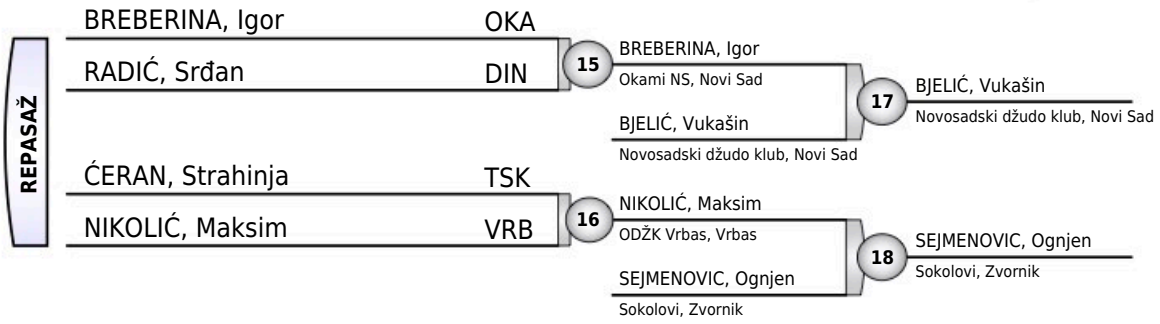 REPASAŽ
BREBERINA, Igor OKA
RADIĆ, Srđan DIN
15
BREBERINA, Igor
Okami NS, Novi Sad
BJELIĆ, Vukašin
Novosadski džudo klub, Novi Sad
17
BJELIĆ, Vukašin
Novosadski džudo klub, Novi Sad
ĆERAN, Strahinja TSK
NIKOLIĆ, Maksim VRB
16
NIKOLIĆ, Maksim
ODŽK Vrbas, Vrbas
SEJMENOVIC, Ognjen
Sokolovi, Zvornik
18
SEJMENOVIC, Ognjen
Sokolovi, Zvornik